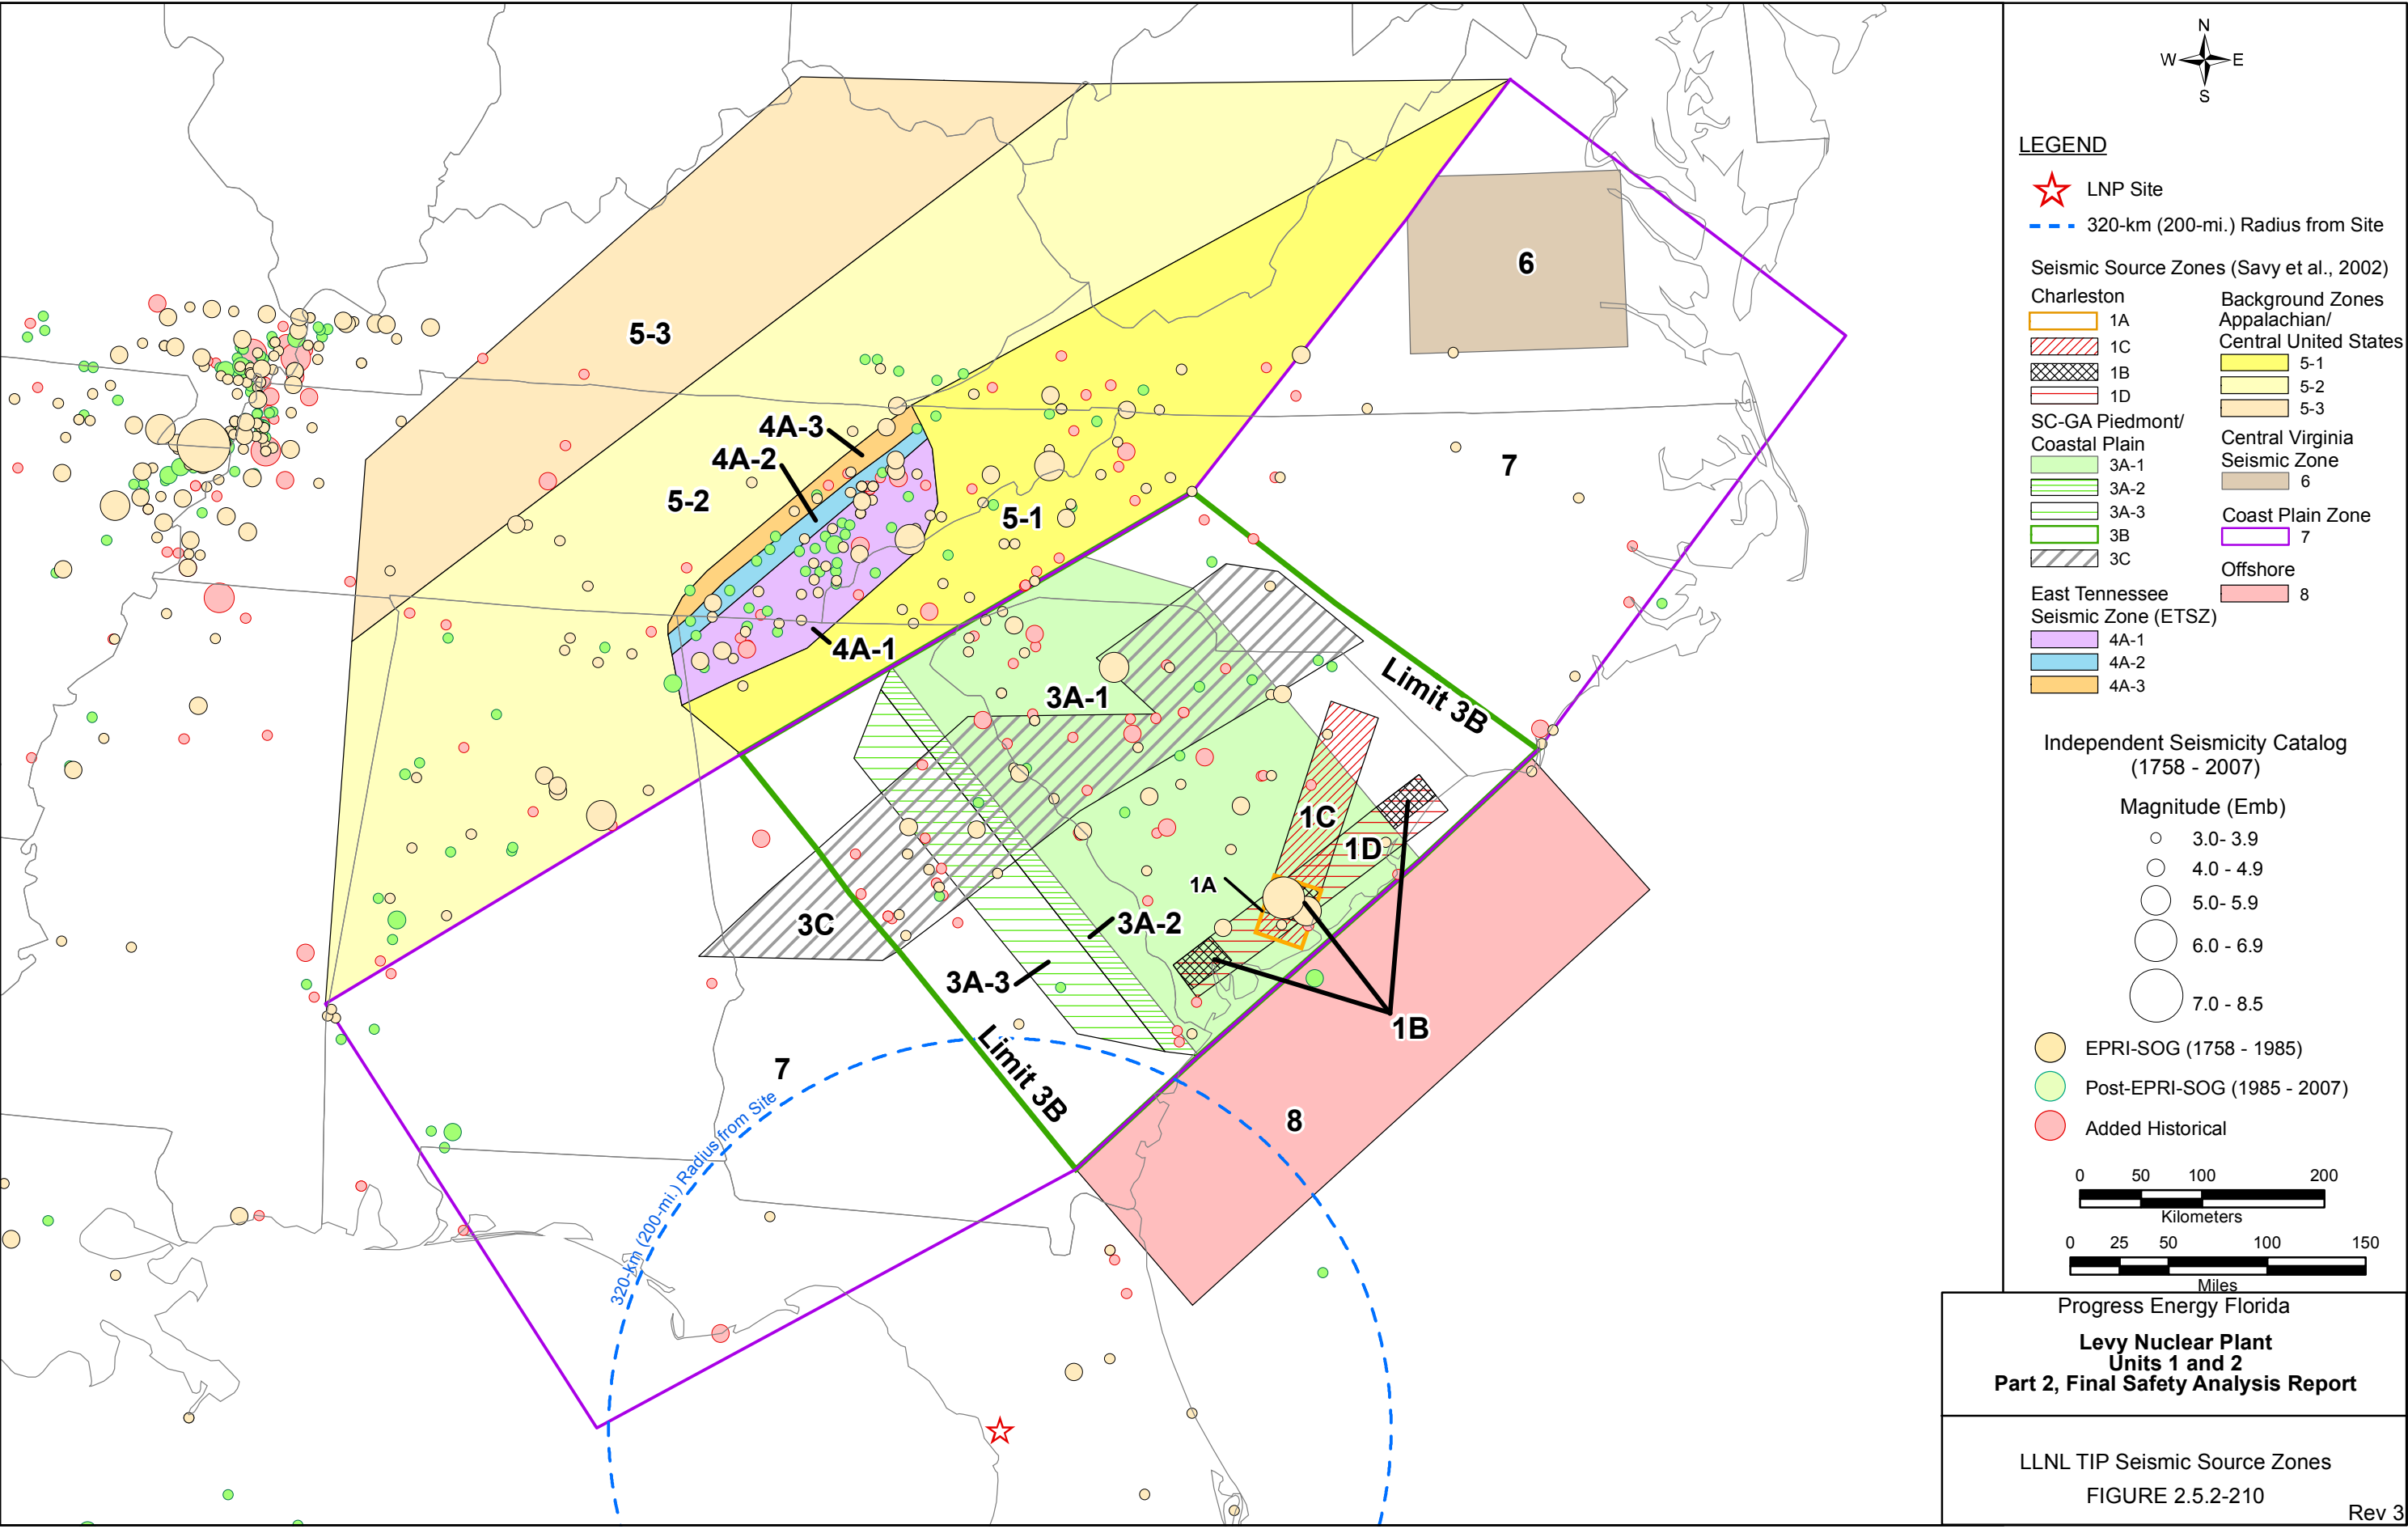 5-3
6
4A-3
4A-2
5-2
5-1
7
4A-1
3A-1
Limit 3B
1C
1D
1A
3C
3A-2
3A-3
1B
Limit 3B
7
8
320-km (200-mi.) Radius from Site
320-km (200-mi.) Radius from Site
N
W E
S
LEGEND
LNP Site
320-km (200-mi.) Radius from Site
Seismic Source Zones (Savy et al., 2002)
Charleston
1A
1C
1B
1D
SC-GA Piedmont/
Coastal Plain
3A-1
3A-2
3A-3
3B
3C
East Tennessee
Seismic Zone (ETSZ)
4A-1
4A-2
4A-3
Background Zones
Appalachian/
Central United States
5-1
5-2
5-3
Central Virginia
Seismic Zone
6
Coast Plain Zone
7
Offshore
8
Independent Seismicity Catalog
(1758 - 2007)
Magnitude (Emb)
3.0- 3.9
4.0 - 4.9
5.0- 5.9
6.0 - 6.9
7.0 - 8.5
EPRI-SOG (1758 - 1985)
Post-EPRI-SOG (1985 - 2007)
Added Historical
0 50 100 200
Kilometers
0 25 50 100 150
Miles
Progress Energy Florida
Levy Nuclear Plant
Units 1 and 2
Part 2, Final Safety Analysis Report
LLNL TIP Seismic Source Zones
FIGURE 2.5.2-210
Rev 3